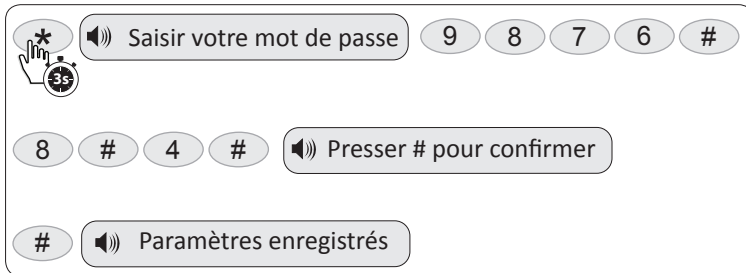 * Saisir votre mot de passe 9 8 7 6 #
3s
8 # 4 # Presser # pour confirmer
# Paramètres enregistrés